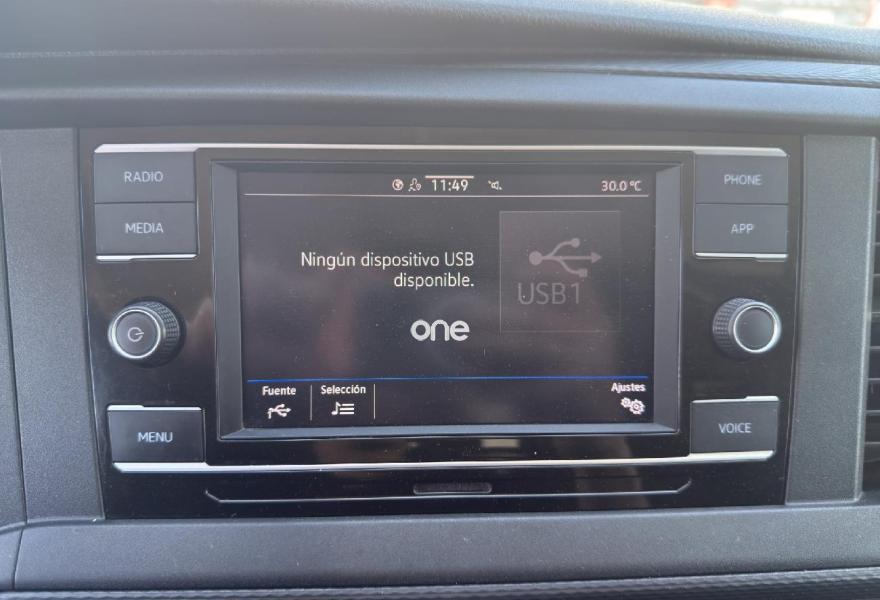 RADIO
MEDIA
MENU
11:49
30.0 °C
Ningún dispositivo USB
disponible.
USB1
one
Fuente
Selección
Ajustes
PHONE
APP
VOICE